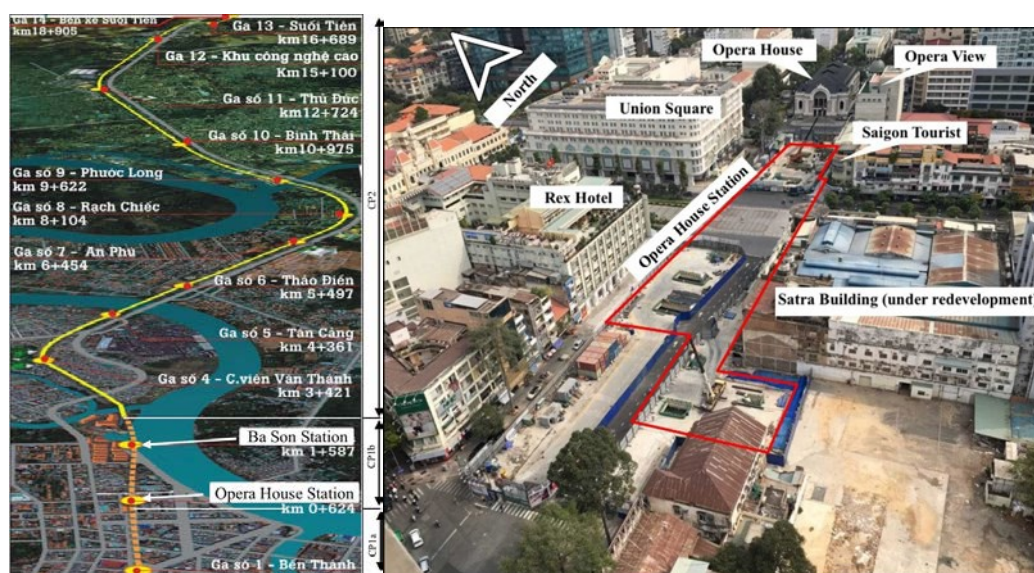 Ga 14 - Bến xe Suối Tiên
km18+905
Ga 13 - Suối Tiên
km16+689
Ga 12 - Khu công nghệ cao
Km15+100
Ga số 11 - Thủ Đức
km12+724
Ga số 10 - Bình Thái
km10+975
Ga số 9 - Phước Long
km 9+622
Ga số 8 - Rạch Chiếc
km 8+104
Ga số 7 - An Phú
km 6+454
Ga số 6 - Thảo Điền
km 5+497
Ga số 5 - Tân Cảng
km 4+361
Ga số 4 - C.viên Văn Thánh
km 3+421
Ba Son Station
km 1+587
Opera House Station
km 0+624
Ga số 1 - Bến Thành
CP2
CP1b
CP1a
North
Opera House
Opera View
Union Square
Saigon Tourist
Rex Hotel
Opera House Station
Satra Building (under redevelopment